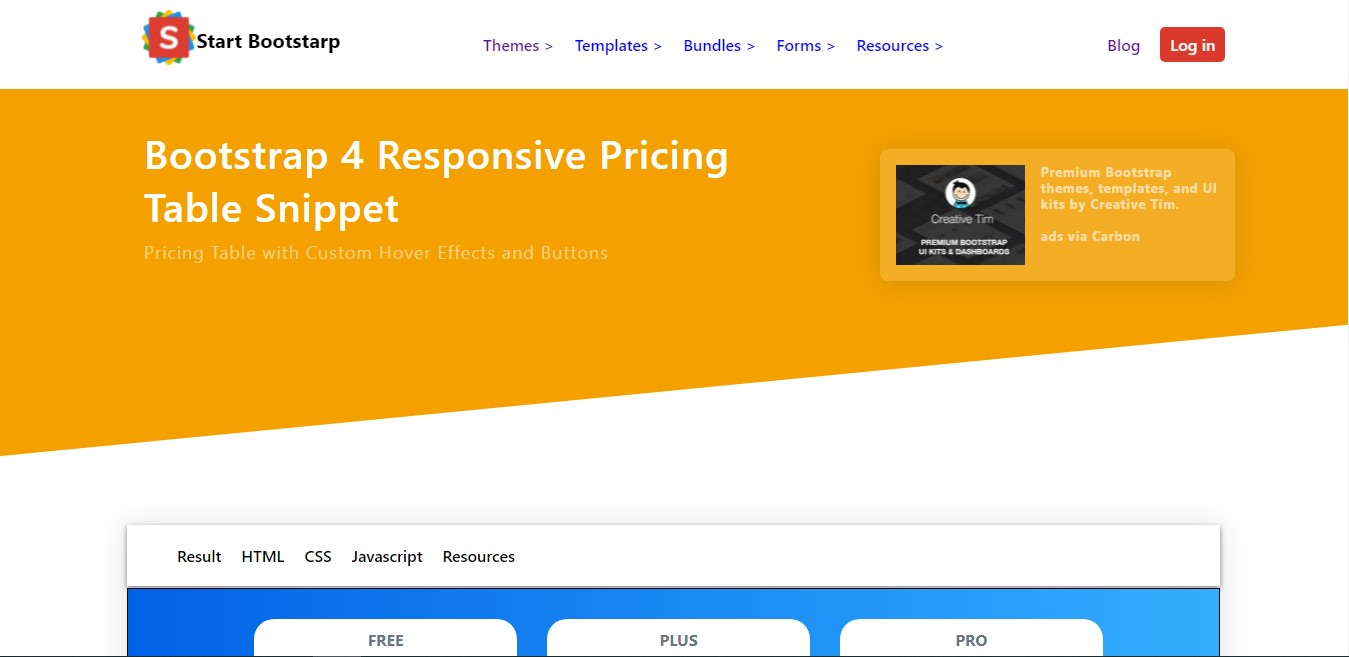 S Start Bootstarp
Themes > Templates > Bundles > Forms > Resources >
Blog Log in
Bootstrap 4 Responsive Pricing
Table Snippet
Pricing Table with Custom Hover Effects and Buttons
Creative Tim
PREMIUM BOOTSTRAP
UI KITS & DASHBOARDS
Premium Bootstrap
themes, templates, and UI
kits by Creative Tim.
ads via Carbon
Result HTML CSS Javascript Resources
FREE PLUS PRO